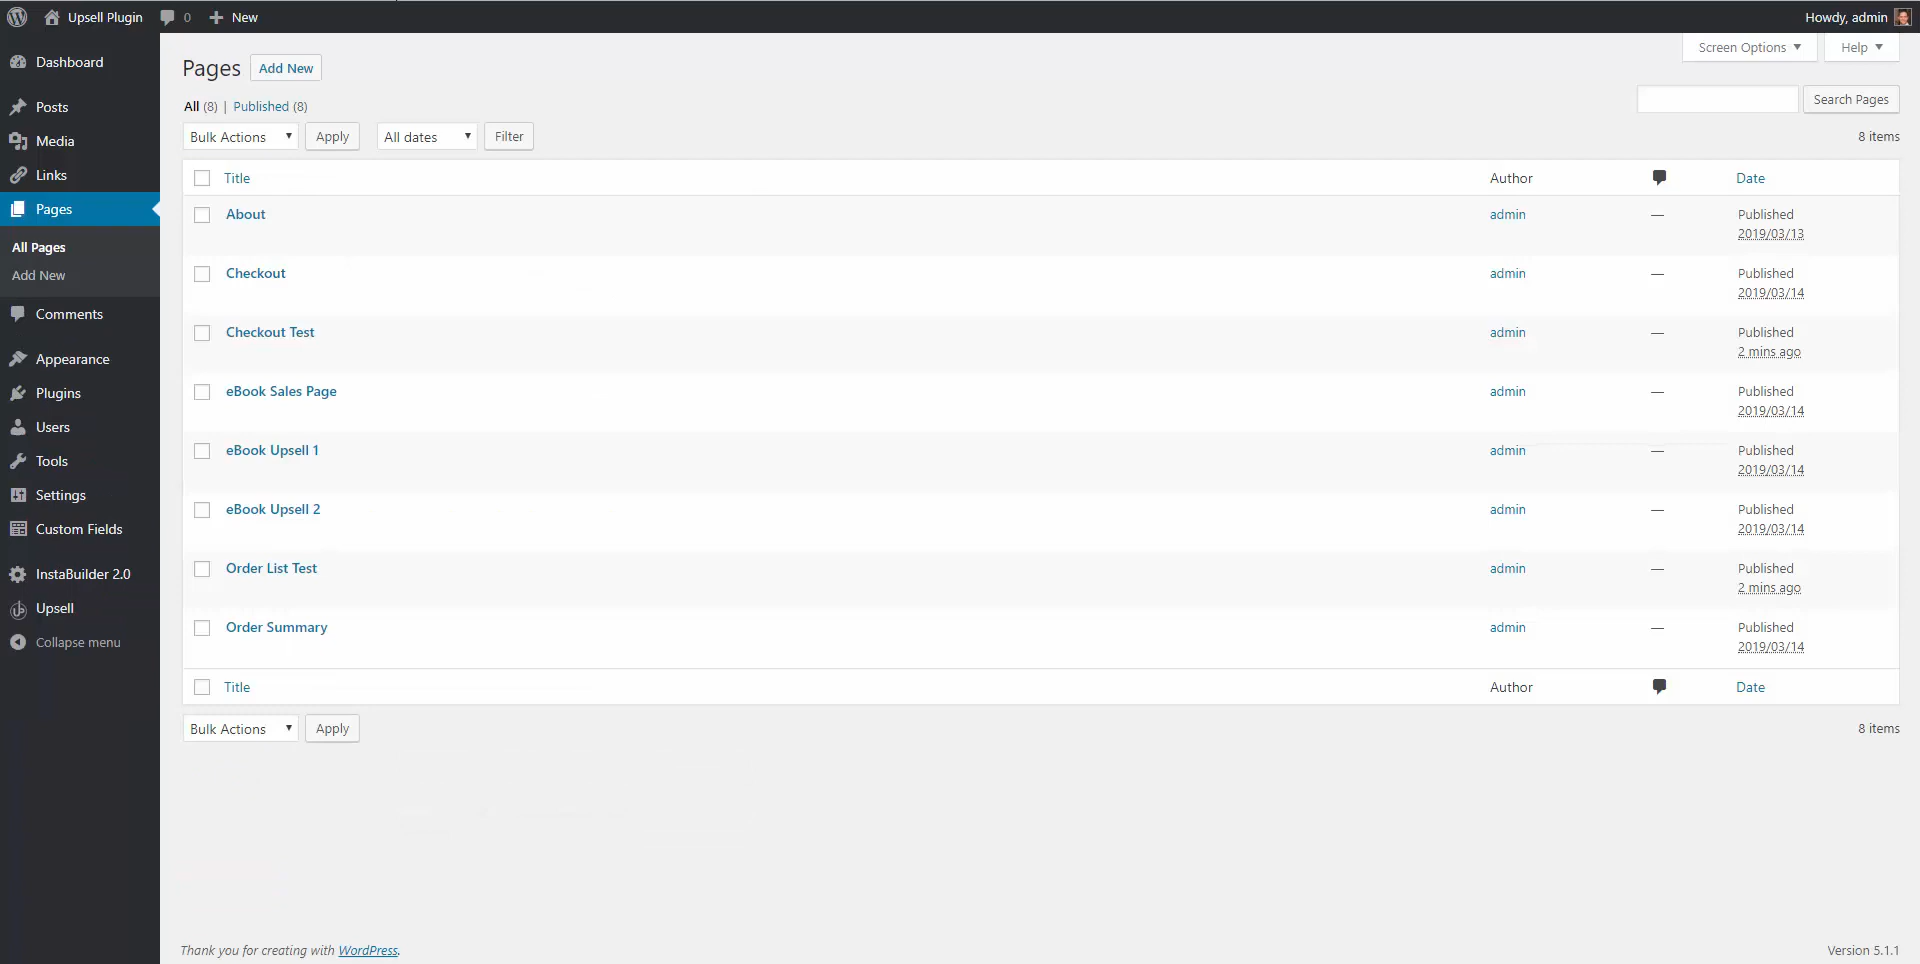 Upsell Plugin 0 New Howdy, admin
Dashboard
Posts
Media
Links
Pages
All Pages
Add New
Comments
Appearance
Plugins
Users
Tools
Settings
Custom Fields
InstaBuilder 2.0
Upsell
Collapse menu
Screen Options Help
Pages Add New
All (8) | Published (8)
Search Pages
Bulk Actions Apply All dates Filter 8 items
Title Author Date
About admin — Published
2019/03/13
Checkout admin — Published
2019/03/14
Checkout Test admin — Published
2 mins ago
eBook Sales Page admin — Published
2019/03/14
eBook Upsell 1 admin — Published
2019/03/14
eBook Upsell 2 admin — Published
2019/03/14
Order List Test admin — Published
2 mins ago
Order Summary admin — Published
2019/03/14
Title Author Date
Bulk Actions Apply 8 items
Thank you for creating with WordPress. Version 5.1.1